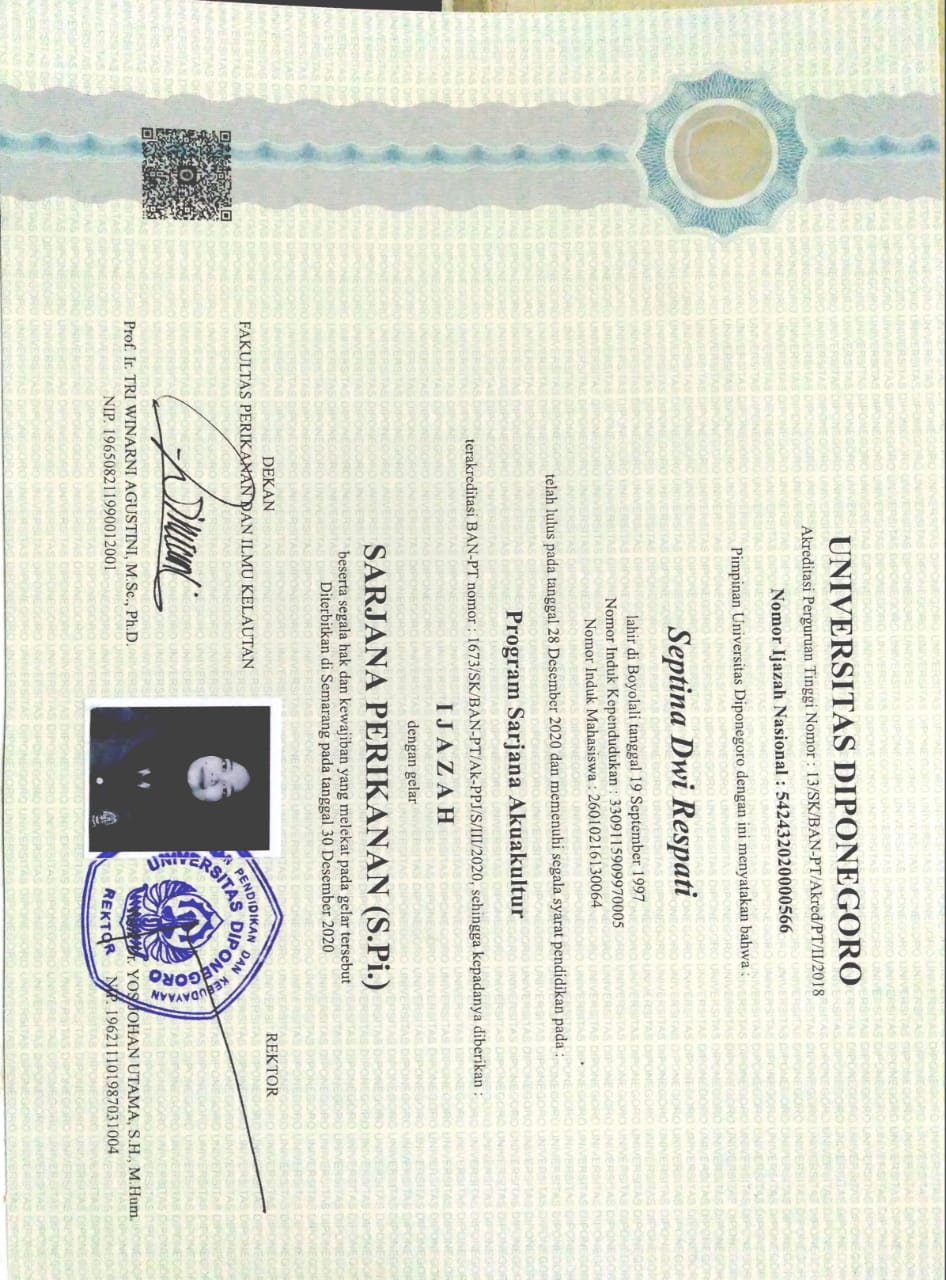 UNIVERSITAS DIPONEGORO
Akreditasi Perguruan Tinggi Nomor : 13/SK/BAN-PT/Akred/PT/II/2018
Nomor Ijazah Nasional : 542432020000566
Pimpinan Universitas Diponegoro dengan ini menyatakan bahwa :
Septina Dwi Respati
lahir di Boyolali tanggal 19 September 1997
Nomor Induk Kependudukan : 3309115909970005
Nomor Induk Mahasiswa : 26010216130064
telah lulus pada tanggal 28 Desember 2020 dan memenuhi segala syarat pendidikan pada :
Program Sarjana Akuakultur
terakreditasi BAN-PT nomor : 1673/SK/BAN-PT/Ak-PPJ/S/III/2020, sehingga kepadanya diberikan :
I J A Z A H
dengan gelar
SARJANA PERIKANAN (S.Pi.)
beserta segala hak dan kewajiban yang melekat pada gelar tersebut
Diterbitkan di Semarang pada tanggal 30 Desember 2020
DEKAN
FAKULTAS PERIKANAN DAN ILMU KELAUTAN
Prof. Ir. TRI WINARNI AGUSTINI, M.Sc., Ph.D.
NIP. 196508211990012001
REKTOR
YOS JOHAN UTAMA, S.H., M.Hum.
NIP. 196211101987031004
PENDIDIKAN DAN KEBUDAYAAN
UNIVERSITAS DIPONEGORO
REKTOR